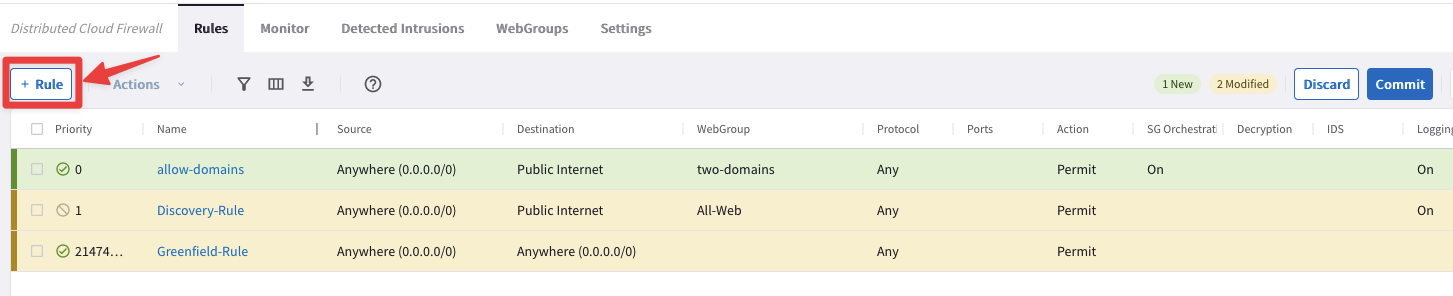 Distributed Cloud Firewall Rules Monitor Detected Intrusions WebGroups Settings
+ Rule Actions 1 New 2 Modified Discard Commit
Priority Name Source Destination WebGroup Protocol Ports Action SG Orchestrati Decryption IDS Logging
0 allow-domains Anywhere (0.0.0.0/0) Public Internet two-domains Any Permit On On
1 Discovery-Rule Anywhere (0.0.0.0/0) Public Internet All-Web Any Permit On
21474... Greenfield-Rule Anywhere (0.0.0.0/0) Anywhere (0.0.0.0/0) Any Permit